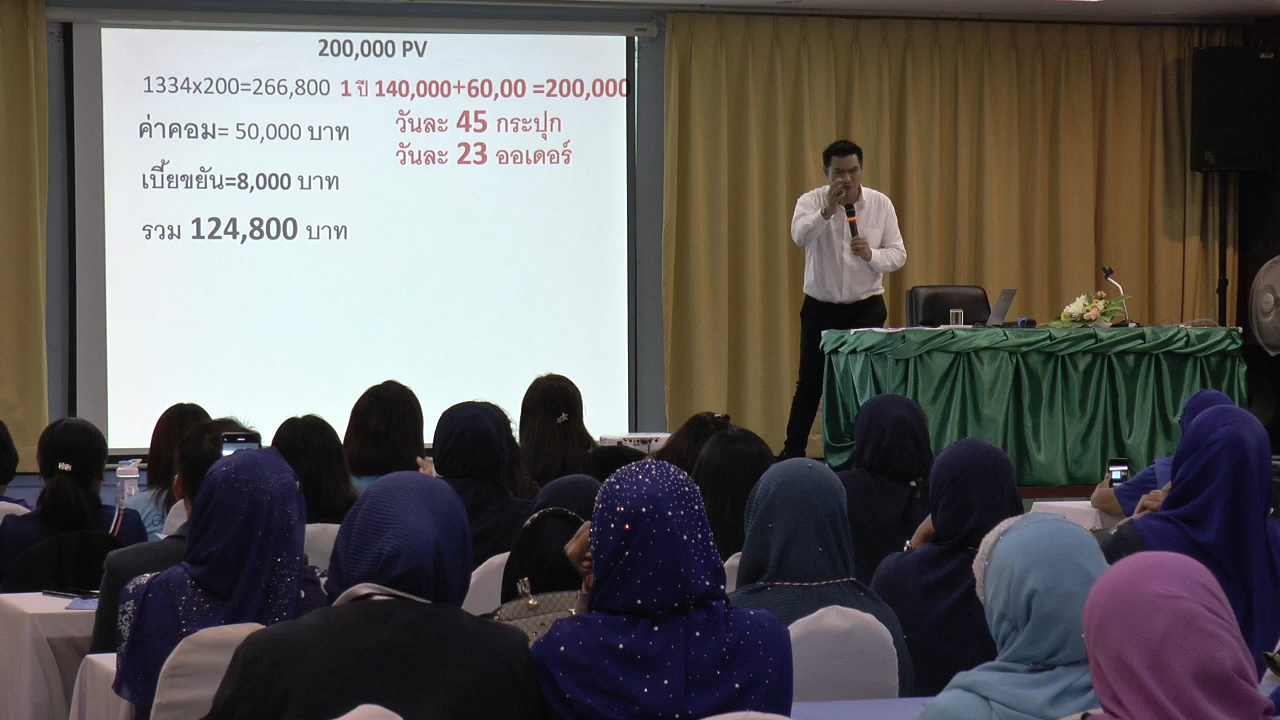 200,000 PV
1334x200=266,800 1 ปี 140,000+60,00 =200,000
ค่าคอม= 50,000 บาท
วันละ 45 กระปุก
วันละ 23 ออเดอร์
เบี้ยขยัน=8,000 บาท
รวม 124,800 บาท